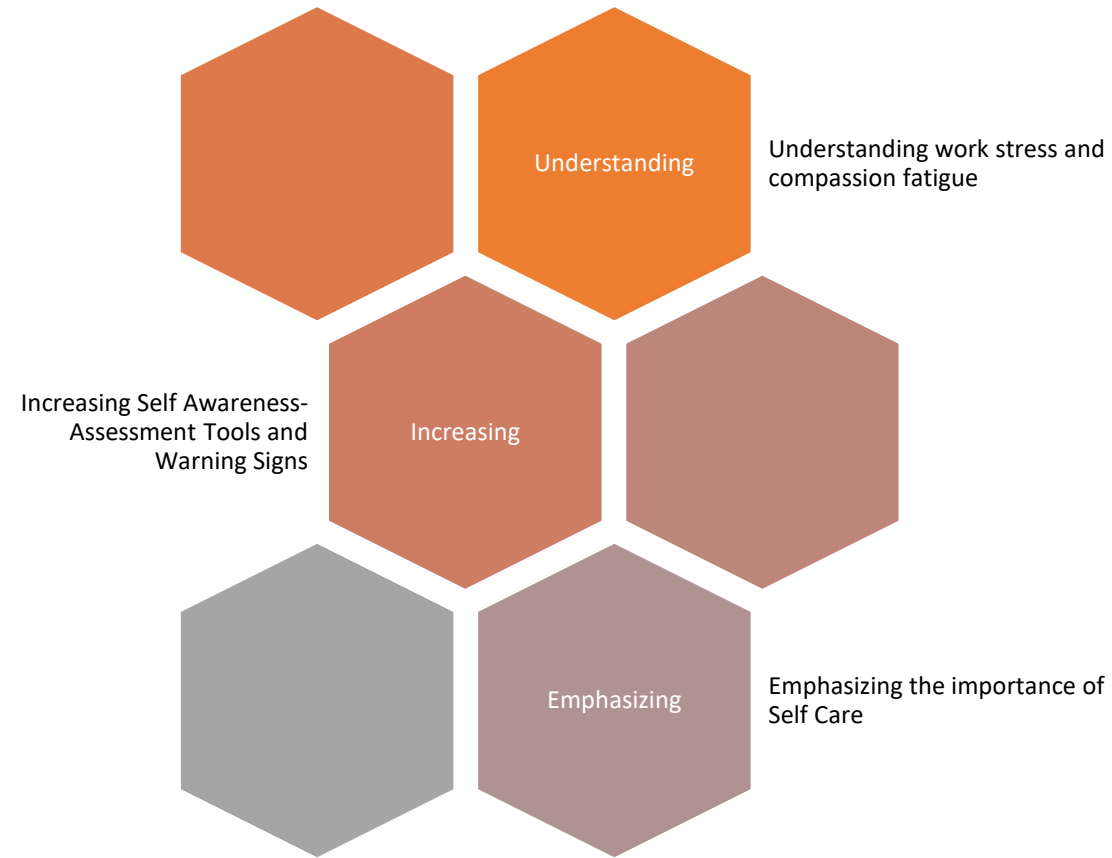 Understanding
Understanding work stress and
compassion fatigue
Increasing Self Awareness-
Assessment Tools and
Warning Signs
Increasing
Emphasizing
Emphasizing the importance of
Self Care